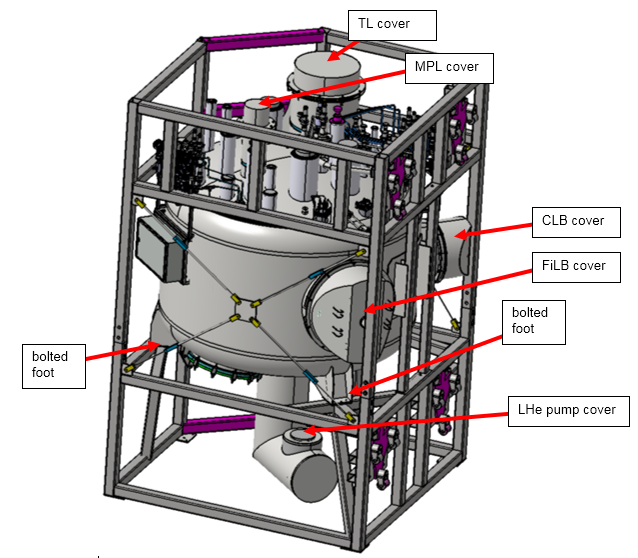 TL cover
MPL cover
CLB cover
FiLB cover
bolted
foot
bolted
foot
LHe pump cover